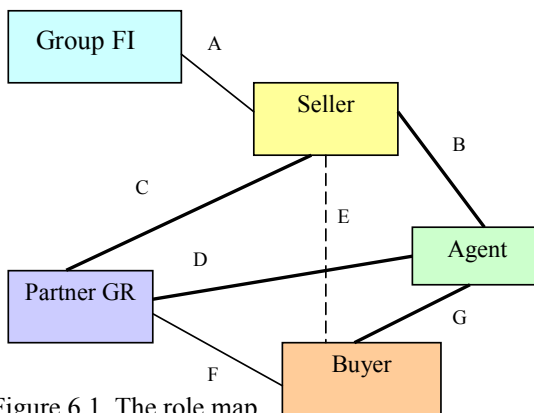 Group FI
A
Seller
B
C
E
D
Agent
Partner GR
G
Buyer
F
Figure 6.1 The role map